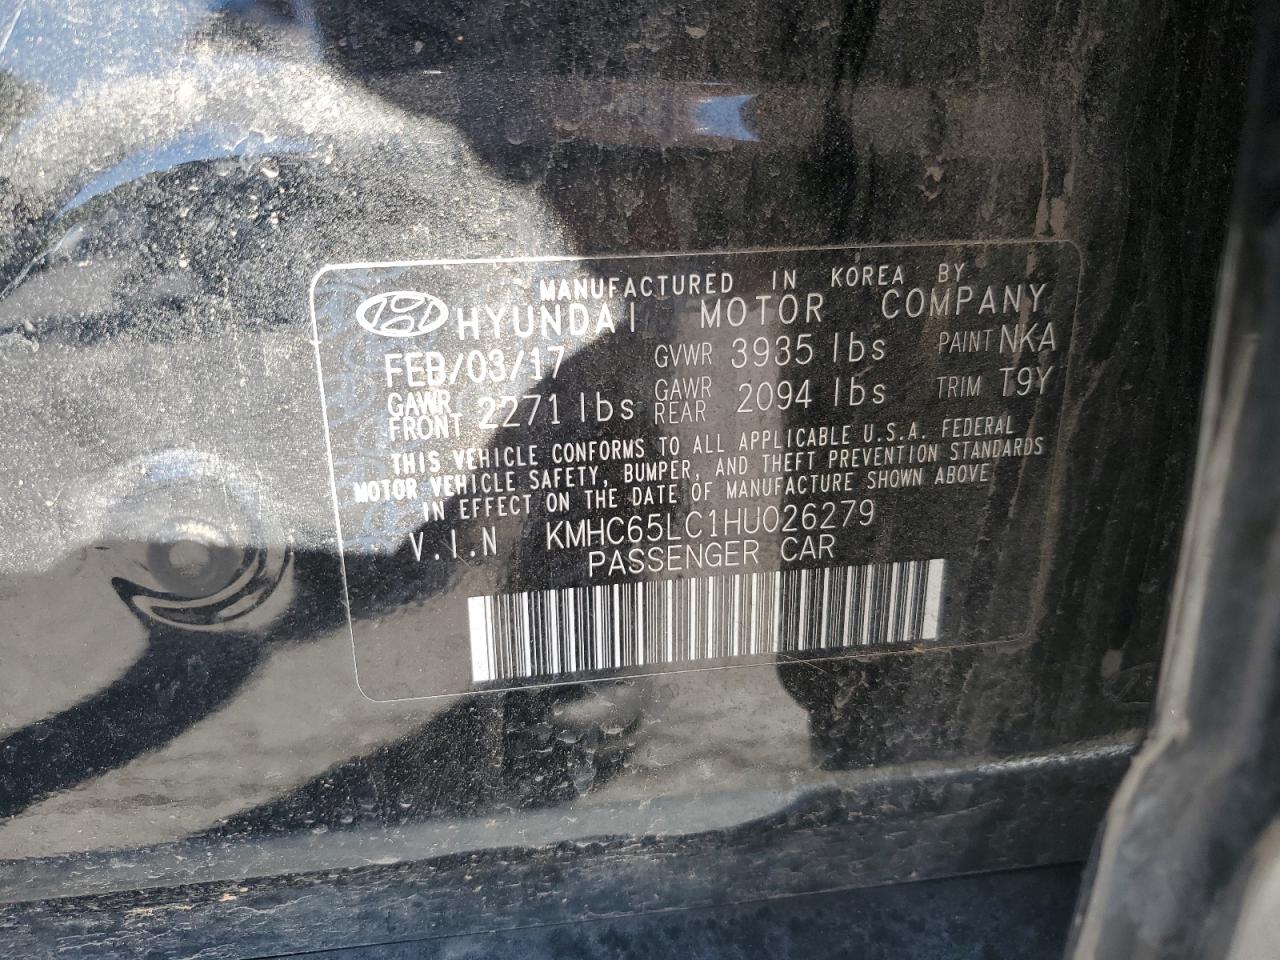 MANUFACTURED IN KOREA BY
HYUNDAI MOTOR COMPANY
FEB/03/17 GVWR 3935 lbs PAINT NKA
GAWR FRONT 2271 lbs GAWR REAR 2094 lbs TRIM T9Y
THIS VEHICLE CONFORMS TO ALL APPLICABLE U.S.A. FEDERAL
MOTOR VEHICLE SAFETY, BUMPER, AND THEFT PREVENTION STANDARDS
IN EFFECT ON THE DATE OF MANUFACTURE SHOWN ABOVE
V.I.N KMHC65LC1HU026279
PASSENGER CAR